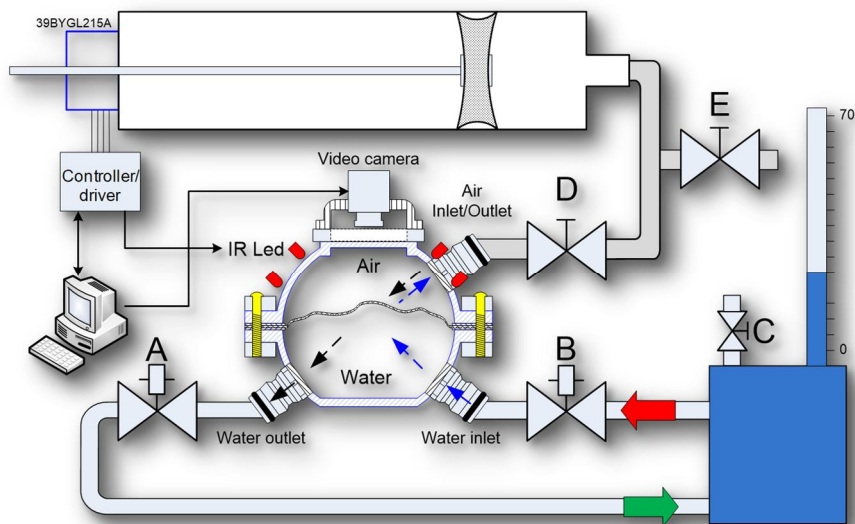 39BYGL215A
E
70
Controller/
driver
Video camera
D
Air
Inlet/Outlet
IR Led
Air
C
0
A
B
Water
Water outlet
Water inlet